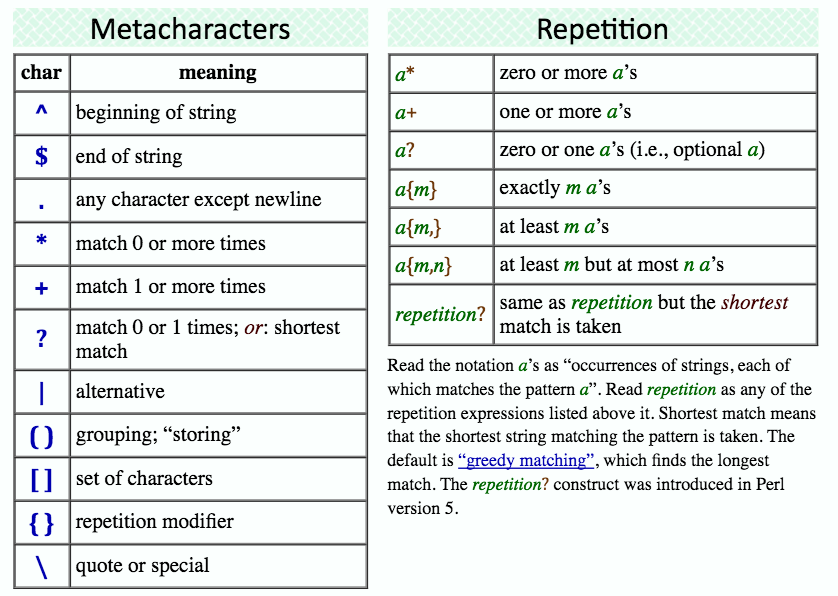 Metacharacters
char meaning
^ beginning of string
$ end of string
. any character except newline
* match 0 or more times
+ match 1 or more times
? match 0 or 1 times; or: shortest
match
| alternative
( ) grouping; “storing”
[ ] set of characters
{ } repetition modifier
\ quote or special
Repetition
a* zero or more a’s
a+ one or more a’s
a? zero or one a’s (i.e., optional a)
a{m} exactly m a’s
a{m,} at least m a’s
a{m,n} at least m but at most n a’s
repetition? same as repetition but the shortest
match is taken
Read the notation a’s as “occurrences of strings, each of
which matches the pattern a”. Read repetition as any of the
repetition expressions listed above it. Shortest match means
that the shortest string matching the pattern is taken. The
default is “greedy matching”, which finds the longest
match. The repetition? construct was introduced in Perl
version 5.